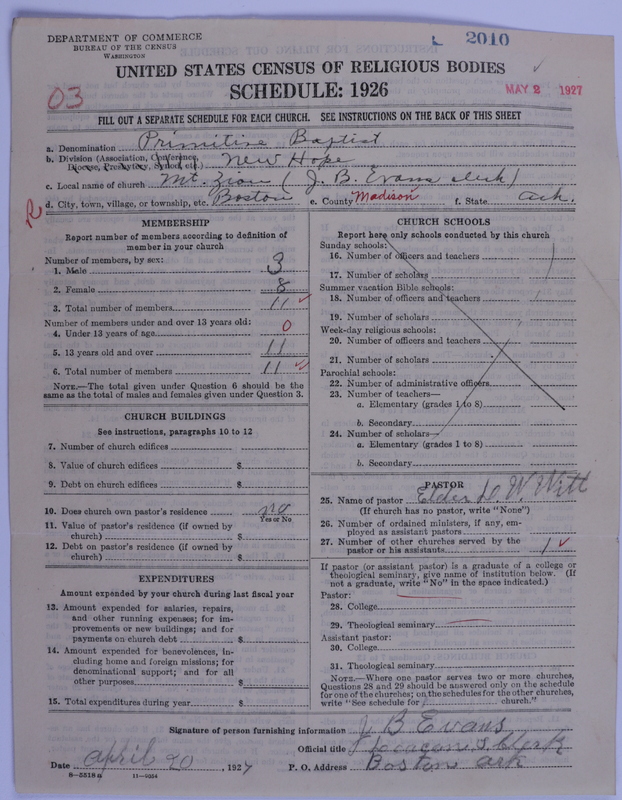 DEPARTMENT OF COMMERCE
BUREAU OF THE CENSUS
WASHINGTON
2010
UNITED STATES CENSUS OF RELIGIOUS BODIES
SCHEDULE: 1926
MAY 2 1927
03
FILL OUT A SEPARATE SCHEDULE FOR EACH CHURCH. SEE INSTRUCTIONS ON THE BACK OF THIS SHEET
a. Denomination Primitive Baptist
b. Division (Association, Conference, Diocese, Presbytery, Synod, etc.) New Hope
c. Local name of church Mt. Zion (J. B. Evans clerk)
d. City, town, village, or township, etc. Boston e. County Madison f. State Ark.
R
MEMBERSHIP
Report number of members according to definition of
member in your church
Number of members, by sex:
1. Male 3
2. Female 8
3. Total number of members 11
Number of members under and over 13 years old:
4. Under 13 years of age 0
5. 13 years old and over 11
6. Total number of members 11
NOTE.—The total given under Question 6 should be the
same as the total of males and females given under Question 3.
CHURCH BUILDINGS
See instructions, paragraphs 10 to 12
7. Number of church edifices
8. Value of church edifices $
9. Debt on church edifices $
10. Does church own pastor's residence no
Yes or No
11. Value of pastor's residence (if owned by
church) $
12. Debt on pastor's residence (if owned by
church) $
EXPENDITURES
Amount expended by your church during last fiscal year
13. Amount expended for salaries, repairs,
and other running expenses; for im-
provements or new buildings; and for
payments on church debt $
14. Amount expended for benevolences, in-
cluding home and foreign missions; for
denominational support; and for all
other purposes $
15. Total expenditures during year $
CHURCH SCHOOLS
Report here only schools conducted by this church
Sunday schools:
16. Number of officers and teachers
17. Number of scholars
Summer vacation Bible schools:
18. Number of officers and teachers
19. Number of scholars
Week-day religious schools:
20. Number of officers and teachers
21. Number of scholars
Parochial schools:
22. Number of administrative officers
23. Number of teachers—
a. Elementary (grades 1 to 8)
b. Secondary
24. Number of scholars—
a. Elementary (grades 1 to 8)
b. Secondary
PASTOR
25. Name of pastor Elder D. W. Witt
(If church has no pastor, write "None")
26. Number of ordained ministers, if any, em-
ployed as assistant pastors
27. Number of other churches served by the
pastor or his assistants 1
If pastor (or assistant pastor) is a graduate of a college or
theological seminary, give name of institution below. (If
not a graduate, write "No" in the space indicated.)
Pastor:
28. College
29. Theological seminary
Assistant pastor:
30. College
31. Theological seminary
NOTE.—Where one pastor serves two or more churches,
Questions 28 and 29 should be answered only on the schedule
for one of the churches; on the schedules for the other churches,
write "See schedule for church."
Signature of person furnishing information J. B Evans
Official title Deacon & Clerk
Date April 20, 1927 P. O. Address Boston Ark
8—5518a 11—9064